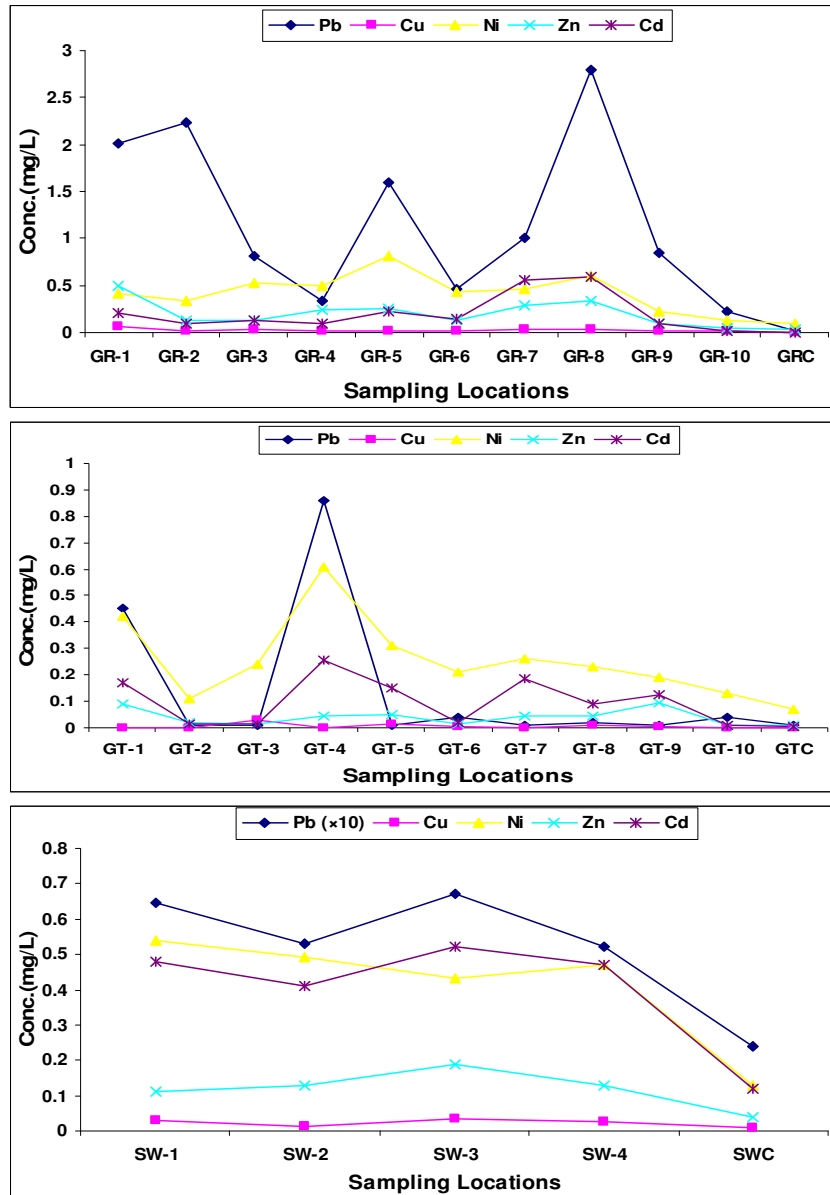 Pb Cu Ni Zn Cd
3
2.5
2
1.5
1
0.5
0
Conc.(mg/L)
GR-1 GR-2 GR-3 GR-4 GR-5 GR-6 GR-7 GR-8 GR-9 GR-10 GRC
Sampling Locations
Pb Cu Ni Zn Cd
1
0.9
0.8
0.7
0.6
0.5
0.4
0.3
0.2
0.1
0
Conc.(mg/L)
GT-1 GT-2 GT-3 GT-4 GT-5 GT-6 GT-7 GT-8 GT-9 GT-10 GTC
Sampling Locations
Pb (×10) Cu Ni Zn Cd
0.8
0.7
0.6
0.5
0.4
0.3
0.2
0.1
0
Conc.(mg/L)
SW-1 SW-2 SW-3 SW-4 SWC
Sampling Locations